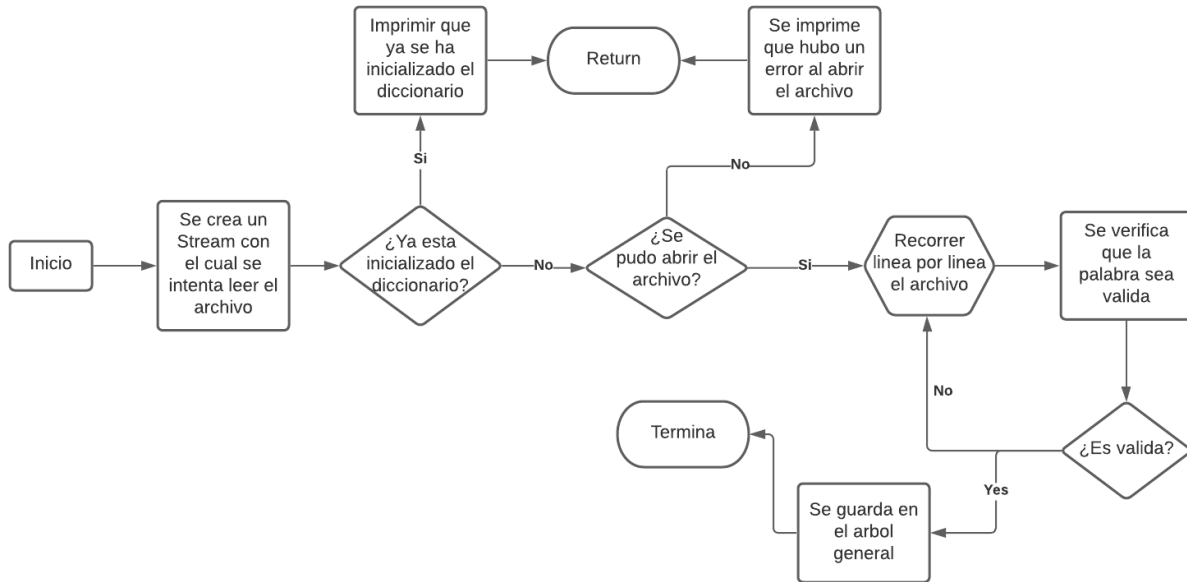 Imprimir que
ya se ha
inicializado el
diccionario
Return
Se imprime
que hubo un
error al abrir
el archivo
Si
No
Inicio
Se crea un
Stream con
el cual se
intenta leer el
archivo
¿Ya esta
inicializado el
diccionario?
No
¿Se
pudo abrir el
archivo?
Si
Recorrer
linea por linea
el archivo
Se verifica
que la
palabra sea
valida
No
¿Es valida?
Yes
Termina
Se guarda en
el arbol
general